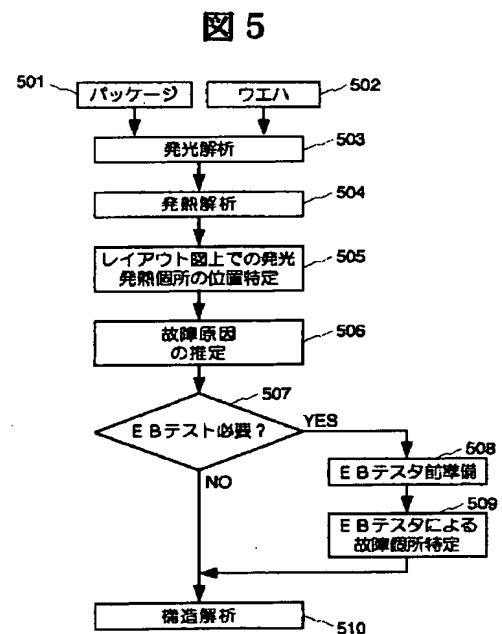 図5
501
パッケージ
ウエハ
502
発光解析
503
発熱解析
504
レイアウト図上での発光
発熱個所の位置特定
505
故障原因
の推定
506
507
EBテスト必要?
YES
NO
508
EBテスタ前準備
509
EBテスタによる
故障個所特定
構造解析
510